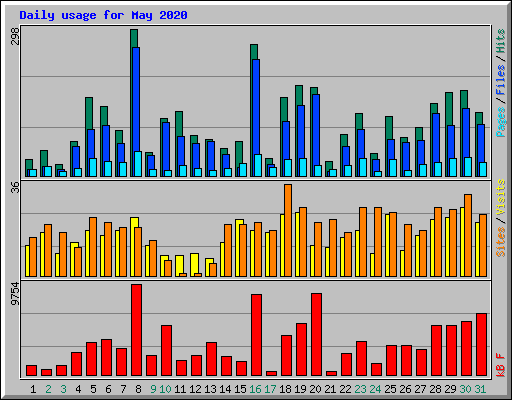 Daily usage for May 2020
298
Pages / Files / Hits
36
Sites / Visits
9754
kB F
1 2 3 4 5 6 7 8 9 10 11 12 13 14 15 16 17 18 19 20 21 22 23 24 25 26 27 28 29 30 31